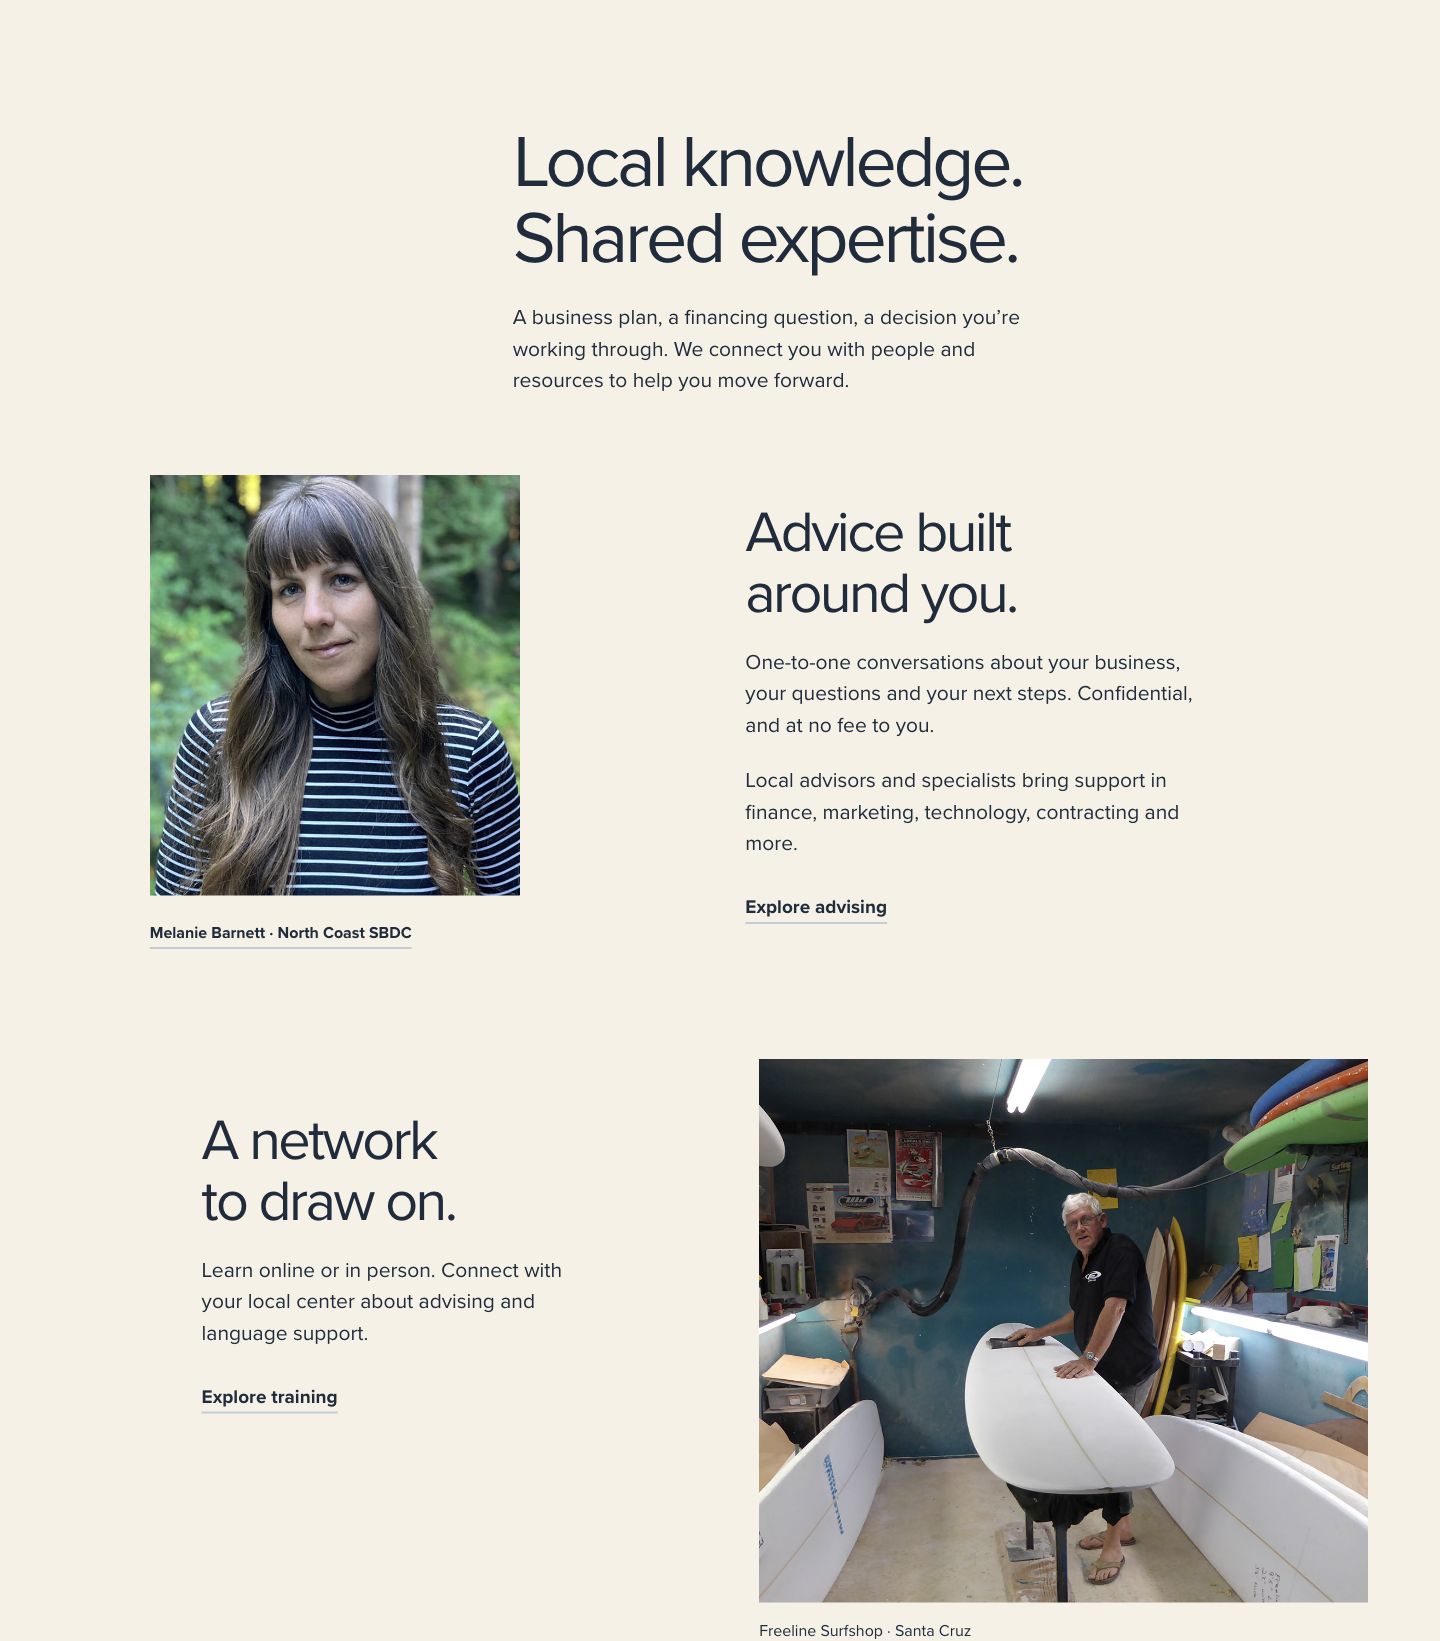 Local knowledge.
Shared expertise.
A business plan, a financing question, a decision you’re
working through. We connect you with people and
resources to help you move forward.
Advice built
around you.
One-to-one conversations about your business,
your questions and your next steps. Confidential,
and at no fee to you.
Local advisors and specialists bring support in
finance, marketing, technology, contracting and
more.
Explore advising
Melanie Barnett · North Coast SBDC
A network
to draw on.
Learn online or in person. Connect with
your local center about advising and
language support.
Explore training
Freeline Surfshop · Santa Cruz